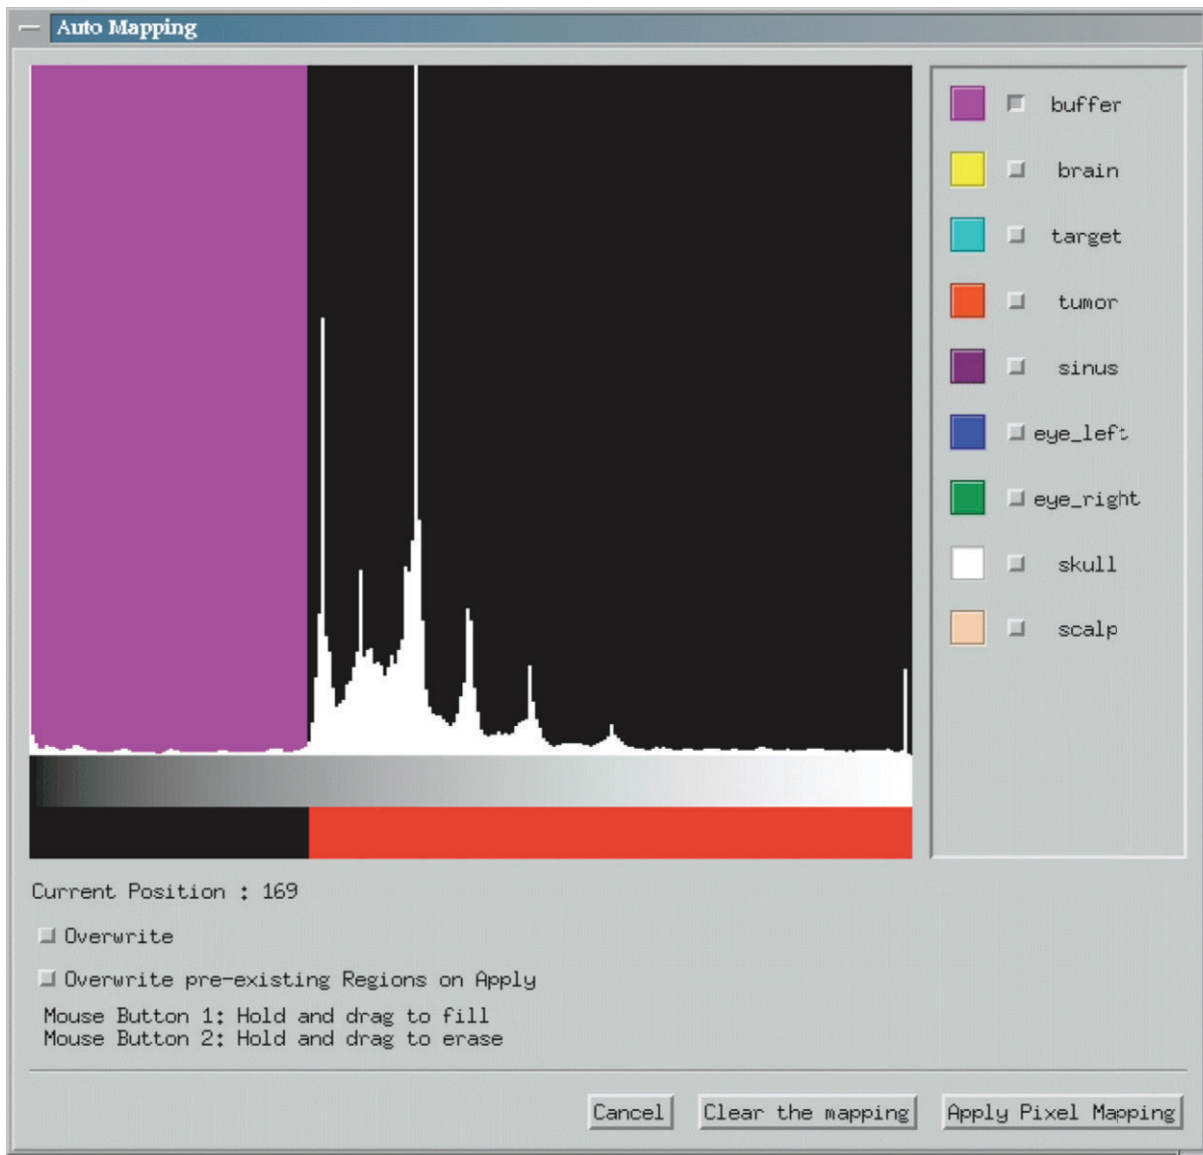 Auto Mapping
buffer
brain
target
tumor
sinus
eye_left
eye_right
skull
scalp
Current Position : 169
Overwrite
Overwrite pre-existing Regions on Apply
Mouse Button 1: Hold and drag to fill
Mouse Button 2: Hold and drag to erase
Cancel
Clear the mapping
Apply Pixel Mapping